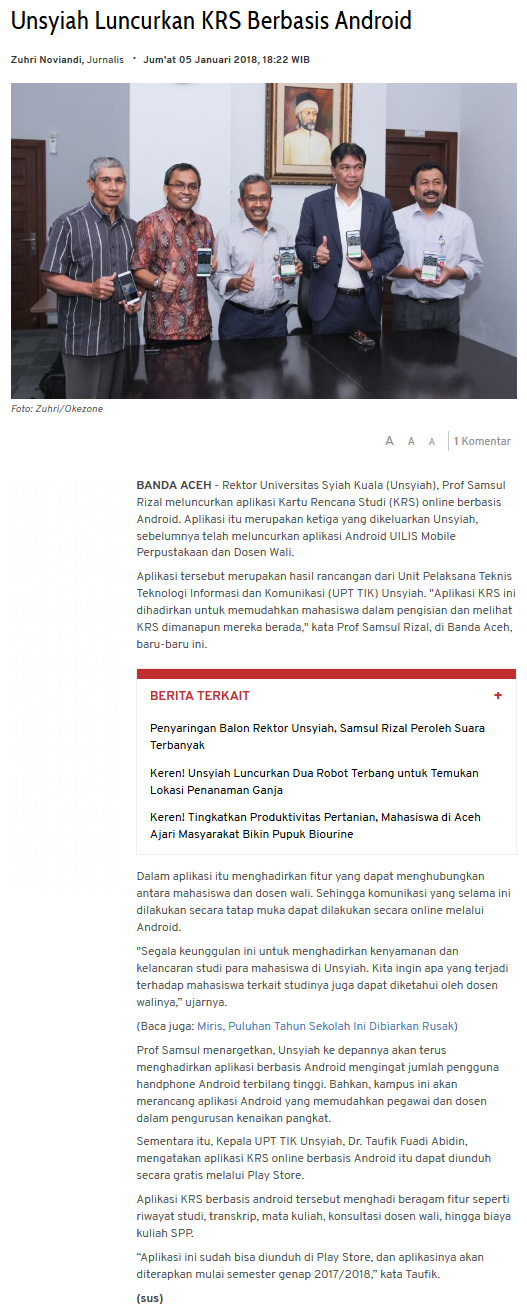 Unsyiah Luncurkan KRS Berbasis Android
Zuhri Noviandi, Jurnalis · Jum'at 05 Januari 2018, 18:22 WIB
Foto: Zuhri/Okezone
A A A 1 Komentar
BANDA ACEH - Rektor Universitas Syiah Kuala (Unsyiah), Prof Samsul
Rizal meluncurkan aplikasi Kartu Rencana Studi (KRS) online berbasis
Android. Aplikasi itu merupakan ketiga yang dikeluarkan Unsyiah,
sebelumnya telah meluncurkan aplikasi Android UILIS Mobile
Perpustakaan dan Dosen Wali.
Aplikasi tersebut merupakan hasil rancangan dari Unit Pelaksana Teknis
Teknologi Informasi dan Komunikasi (UPT TIK) Unsyiah. "Aplikasi KRS ini
dihadirkan untuk memudahkan mahasiswa dalam pengisian dan melihat
KRS dimanapun mereka berada," kata Prof Samsul Rizal, di Banda Aceh,
baru-baru ini.
BERITA TERKAIT +
Penyaringan Balon Rektor Unsyiah, Samsul Rizal Peroleh Suara
Terbanyak
Keren! Unsyiah Luncurkan Dua Robot Terbang untuk Temukan
Lokasi Penanaman Ganja
Keren! Tingkatkan Produktivitas Pertanian, Mahasiswa di Aceh
Ajari Masyarakat Bikin Pupuk Biourine
Dalam aplikasi itu menghadirkan fitur yang dapat menghubungkan
antara mahasiswa dan dosen wali. Sehingga komunikasi yang selama ini
dilakukan secara tatap muka dapat dilakukan secara online melalui
Android.
"Segala keunggulan ini untuk menghadirkan kenyamanan dan
kelancaran studi para mahasiswa di Unsyiah. Kita ingin apa yang terjadi
terhadap mahasiswa terkait studinya juga dapat diketahui oleh dosen
walinya," ujarnya.
(Baca juga: Miris, Puluhan Tahun Sekolah Ini Dibiarkan Rusak)
Prof Samsul menargetkan, Unsyiah ke depannya akan terus
menghadirkan aplikasi berbasis Android mengingat jumlah pengguna
handphone Android terbilang tinggi. Bahkan, kampus ini akan
merancang aplikasi Android yang memudahkan pegawai dan dosen
dalam pengurusan kenaikan pangkat.
Sementara itu, Kepala UPT TIK Unsyiah, Dr. Taufik Fuadi Abidin,
mengatakan aplikasi KRS online berbasis Android itu dapat diunduh
secara gratis melalui Play Store.
Aplikasi KRS berbasis android tersebut menghadi beragam fitur seperti
riwayat studi, transkrip, mata kuliah, konsultasi dosen wali, hingga biaya
kuliah SPP.
“Aplikasi ini sudah bisa diunduh di Play Store, dan aplikasinya akan
diterapkan mulai semester genap 2017/2018,” kata Taufik.
(sus)